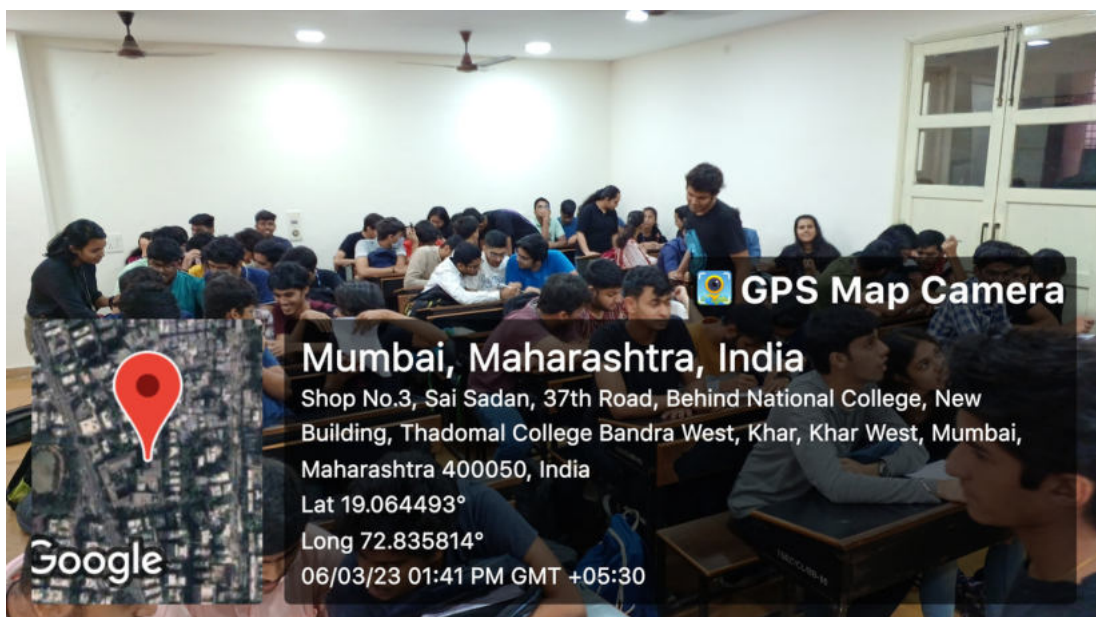 GPS Map Camera
Mumbai, Maharashtra, India
Shop No.3, Sai Sadan, 37th Road, Behind National College, New
Building, Thadomal College Bandra West, Khar, Khar West, Mumbai,
Maharashtra 400050, India
Lat 19.064493°
Long 72.835814°
06/03/23 01:41 PM GMT +05:30
Google